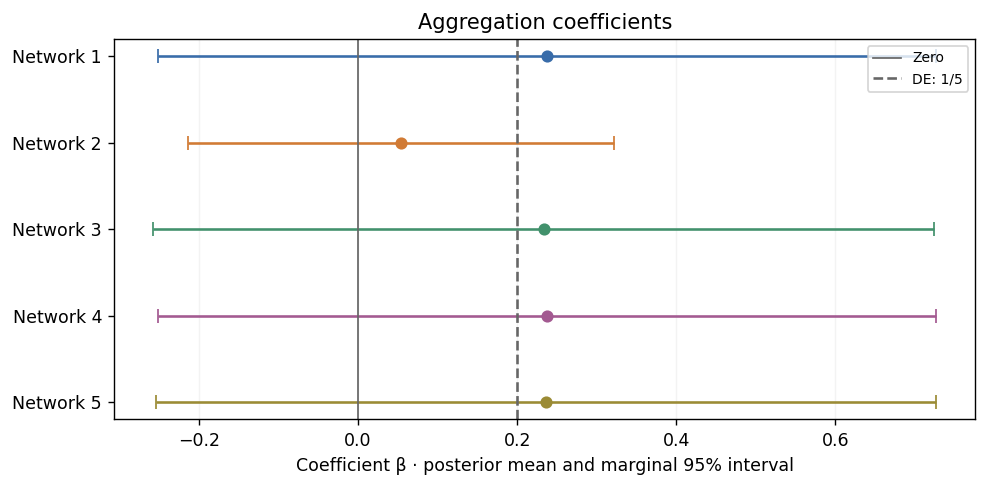 Aggregation coefficients
Network 1
Network 2
Network 3
Network 4
Network 5
Zero
DE: 1/5
−0.2 0.0 0.2 0.4 0.6
Coefficient β · posterior mean and marginal 95% interval